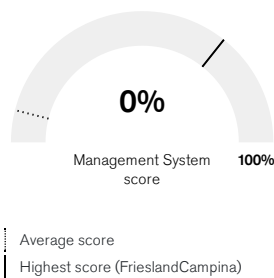 0%
Management System
score
100%
Average score
Highest score (FrieslandCampina)